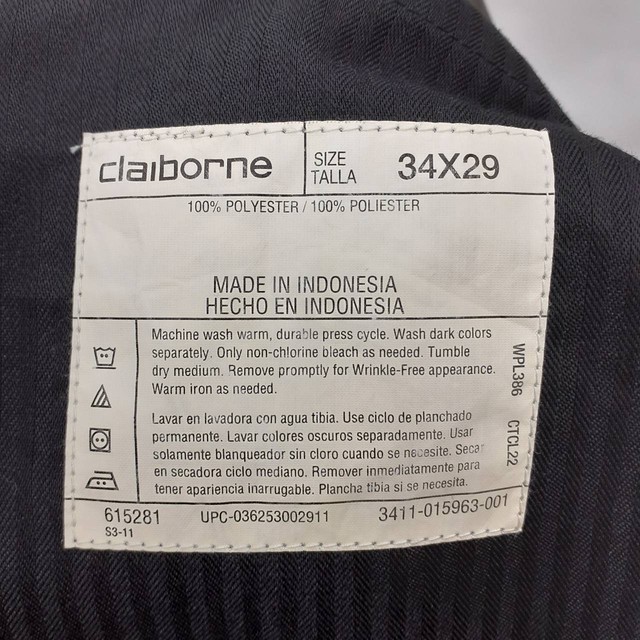 claiborne
SIZE
TALLA
34X29
100% POLYESTER / 100% POLIESTER
MADE IN INDONESIA
HECHO EN INDONESIA
Machine wash warm, durable press cycle. Wash dark colors
separately. Only non-chlorine bleach as needed. Tumble
dry medium. Remove promptly for Wrinkle-Free appearance.
Warm iron as needed.
Lavar en lavadora con agua tibia. Use ciclo de planchado
permanente. Lavar colores oscuros separadamente. Usar
solamente blanqueador sin cloro cuando se necesite. Secar
en secadora ciclo mediano. Remover inmediatamente para
tener apariencia inarrugable. Plancha tibia si se necesita.
WPL386 CTCL22
615281 UPC-036253002911 3411-015963-001
S3-11